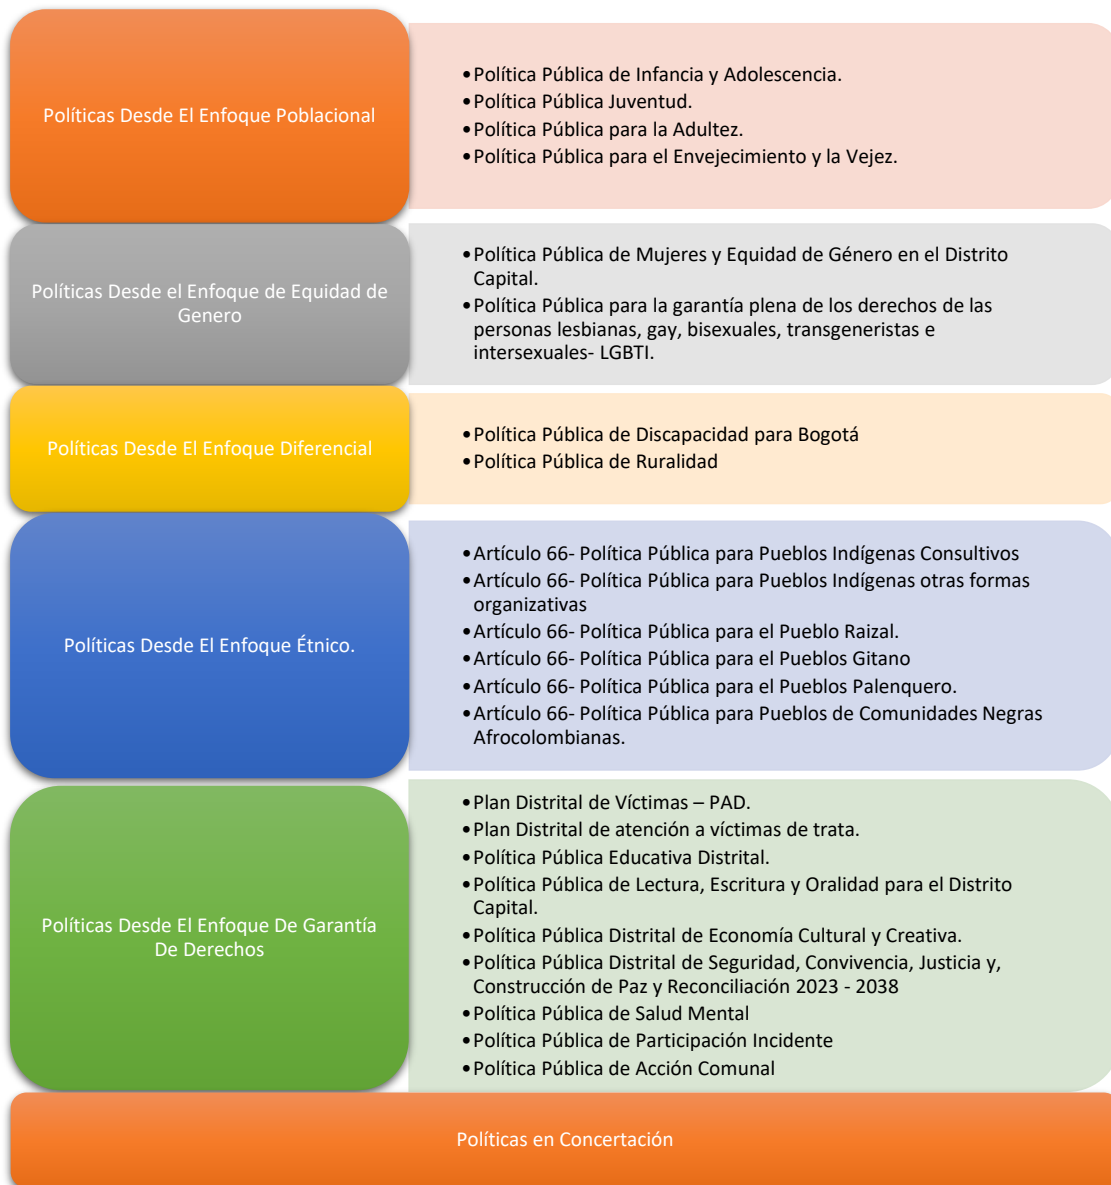 Políticas Desde El Enfoque Poblacional
•Política Pública de Infancia y Adolescencia.
•Política Pública Juventud.
•Política Pública para la Adultez.
•Política Pública para el Envejecimiento y la Vejez.
Políticas Desde el Enfoque de Equidad de
Genero
•Política Pública de Mujeres y Equidad de Género en el Distrito
Capital.
•Política Pública para la garantía plena de los derechos de las
personas lesbianas, gay, bisexuales, transgeneristas e
intersexuales- LGBTI.
Políticas Desde El Enfoque Diferencial
•Política Pública de Discapacidad para Bogotá
•Política Pública de Ruralidad
Políticas Desde El Enfoque Étnico.
•Artículo 66- Política Pública para Pueblos Indígenas Consultivos
•Artículo 66- Política Pública para Pueblos Indígenas otras formas
organizativas
•Artículo 66- Política Pública para el Pueblo Raizal.
•Artículo 66- Política Pública para el Pueblos Gitano
•Artículo 66- Política Pública para el Pueblos Palenquero.
•Artículo 66- Política Pública para Pueblos de Comunidades Negras
Afrocolombianas.
Políticas Desde El Enfoque De Garantía
De Derechos
•Plan Distrital de Víctimas – PAD.
•Plan Distrital de atención a víctimas de trata.
•Política Pública Educativa Distrital.
•Política Pública de Lectura, Escritura y Oralidad para el Distrito
Capital.
•Política Pública Distrital de Economía Cultural y Creativa.
•Política Pública Distrital de Seguridad, Convivencia, Justicia y,
Construcción de Paz y Reconciliación 2023 - 2038
•Política Pública de Salud Mental
•Política Pública de Participación Incidente
•Política Pública de Acción Comunal
Políticas en Concertación